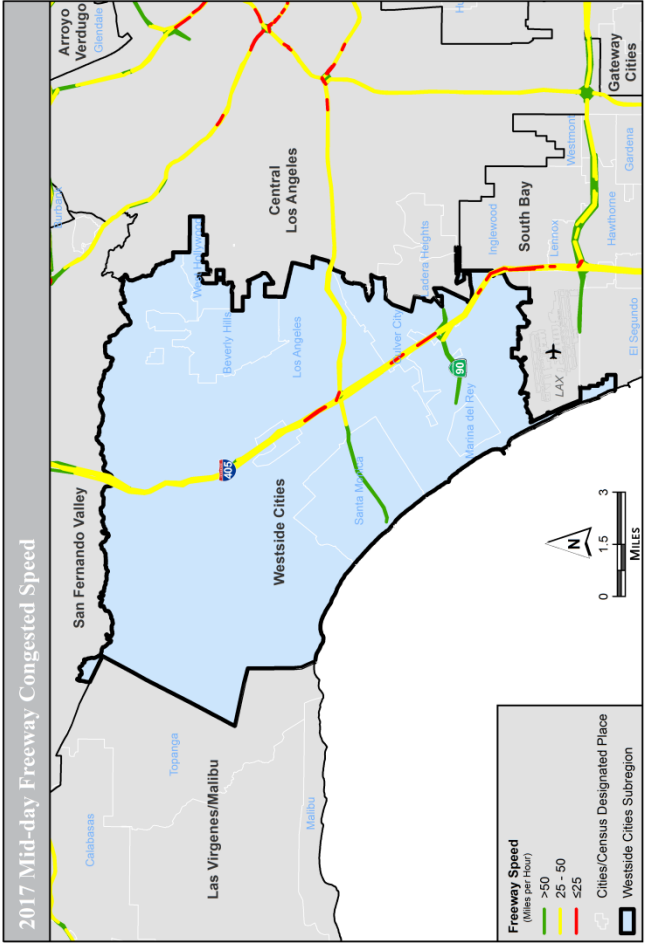 2017 Mid-day Freeway Congested Speed
San Fernando Valley
Arroyo
Verdugo
Glendale
Burbank
Calabasas
Topanga
Las Virgenes/Malibu
Malibu
405
West Hollywood
Beverly Hills
Los Angeles
Central
Los Angeles
Westside Cities
Santa Monica
Culver City
Ladera Heights
90
Marina del Rey
Inglewood
South Bay
Lennox
Westmont
Hawthorne
Gardena
Gateway
Cities
LAX
El Segundo
N
0 1.5 3
MILES
Freeway Speed
(Miles per Hour)
>50
25 - 50
≤25
Cities/Census Designated Place
Westside Cities Subregion